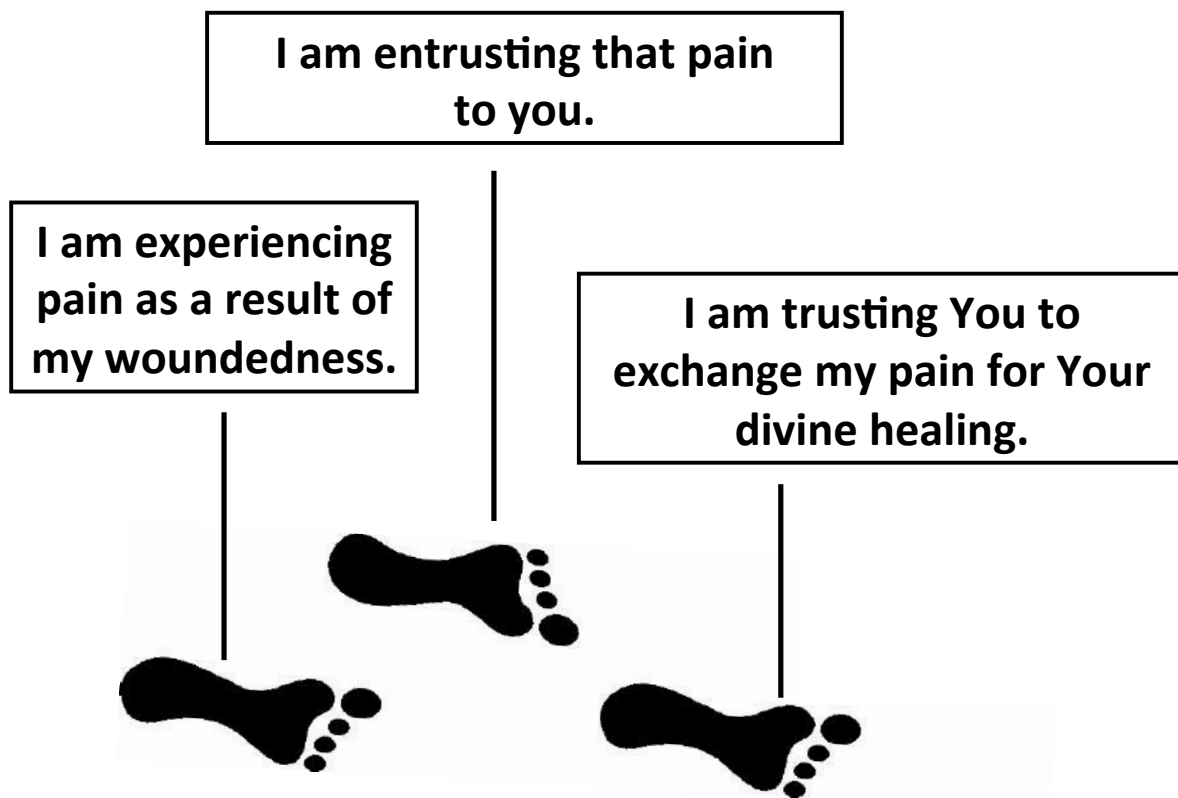 I am entrusting that pain
to you.
I am experiencing
pain as a result of
my woundedness.
I am trusting You to
exchange my pain for Your
divine healing.